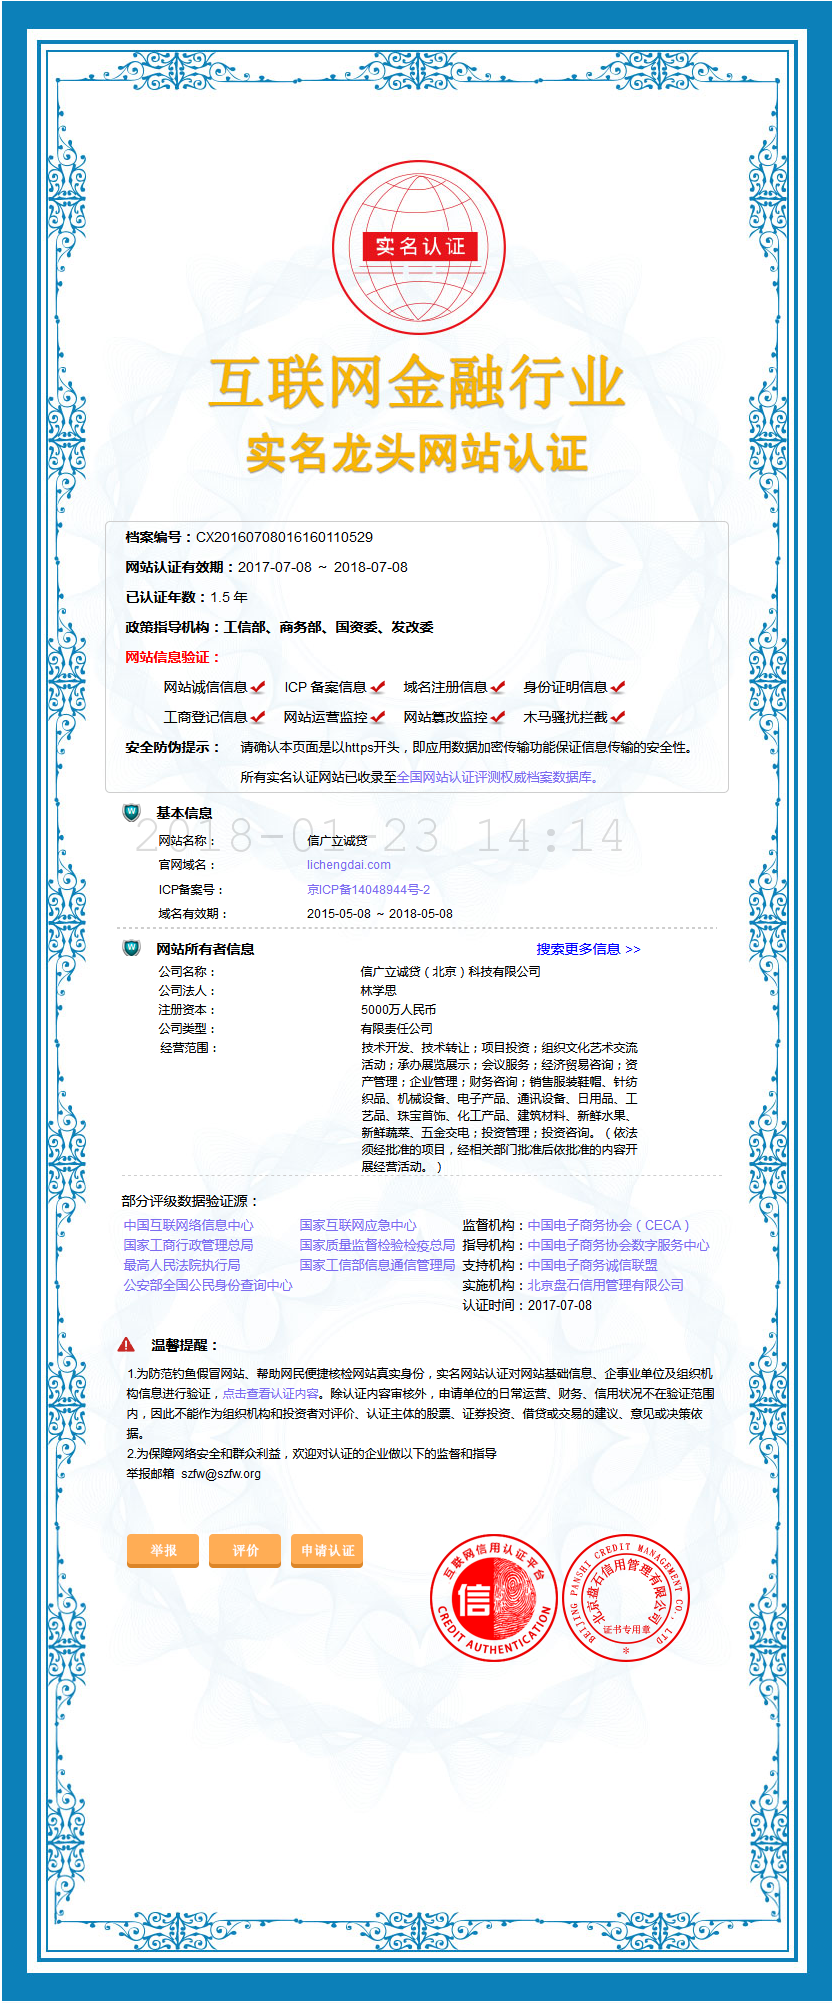 实名认证
互联网金融行业
实名龙头网站认证
档案编号：CX20160708016160110529
网站认证有效期：2017-07-08 ~ 2018-07-08
已认证年数：1.5 年
政策指导机构：工信部、商务部、国资委、发改委
网站信息验证：
网站诚信信息 ICP 备案信息 域名注册信息 身份证明信息
工商登记信息 网站运营监控 网站篡改监控 木马骚扰拦截
安全防伪提示： 请确认本页面是以https开头，即应用数据加密传输功能保证信息传输的安全性。
所有实名认证网站已收录至全国网站认证评测权威档案数据库。
基本信息
2018-01-23 14:14
网站名称： 信广立诚贷
官网域名： lichengdai.com
ICP备案号： 京ICP备14048944号-2
域名有效期： 2015-05-08 ~ 2018-05-08
网站所有者信息 搜索更多信息 >>
公司名称： 信广立诚贷（北京）科技有限公司
公司法人： 林学思
注册资本： 5000万人民币
公司类型： 有限责任公司
经营范围： 技术开发、技术转让；项目投资；组织文化艺术交流
活动；承办展览展示；会议服务；经济贸易咨询；资
产管理；企业管理；财务咨询；销售服装鞋帽、针纺
织品、机械设备、电子产品、通讯设备、日用品、工
艺品、珠宝首饰、化工产品、建筑材料、新鲜水果、
新鲜蔬菜、五金交电；投资管理；投资咨询。（依法
须经批准的项目，经相关部门批准后依批准的内容开
展经营活动。）
部分评级数据验证源：
中国互联网络信息中心 国家互联网应急中心 监督机构：中国电子商务协会（CECA）
国家工商行政管理总局 国家质量监督检验检疫总局 指导机构：中国电子商务协会数字服务中心
最高人民法院执行局 国家工信部信息通信管理局 支持机构：中国电子商务诚信联盟
公安部全国公民身份查询中心 实施机构：北京盘石信用管理有限公司
认证时间：2017-07-08
温馨提醒：
1.为防范钓鱼假冒网站、帮助网民便捷核检网站真实身份，实名网站认证对网站基础信息、企事业单位及组织机
构信息进行验证，点击查看认证内容。除认证内容审核外，申请单位的日常运营、财务、信用状况不在验证范围
内，因此不能作为组织机构和投资者对评价、认证主体的股票、证券投资、借贷或交易的建议、意见或决策依
据。
2.为保障网络安全和群众利益，欢迎对认证的企业做以下的监督和指导
举报邮箱 szfw@szfw.org
举报 评价 申请认证
互联网信用认证平台
信
CREDIT AUTHENTICATION
BEIJING PANSHI CREDIT MANAGEMENT CO., LTD
北京盘石信用管理有限公司
证书专用章